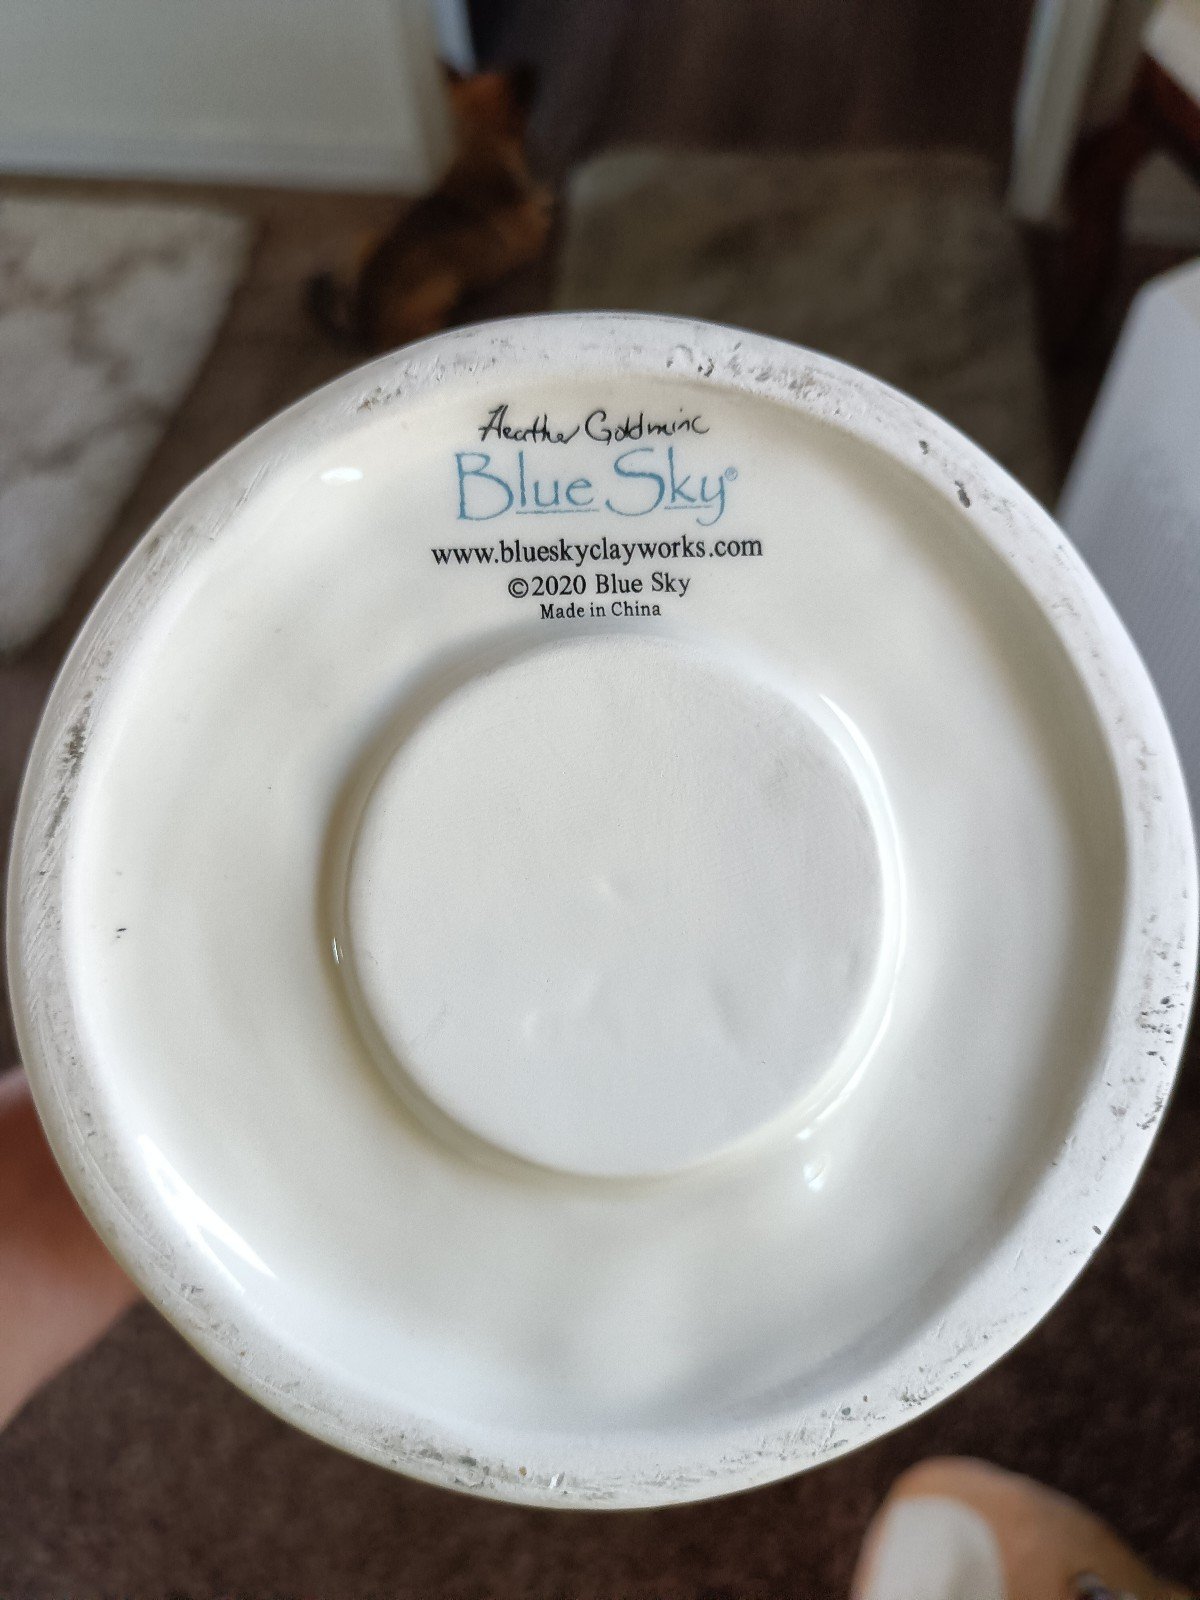 Heather Goldminc
Blue Sky®
www.blueskyclayworks.com
©2020 Blue Sky
Made in China